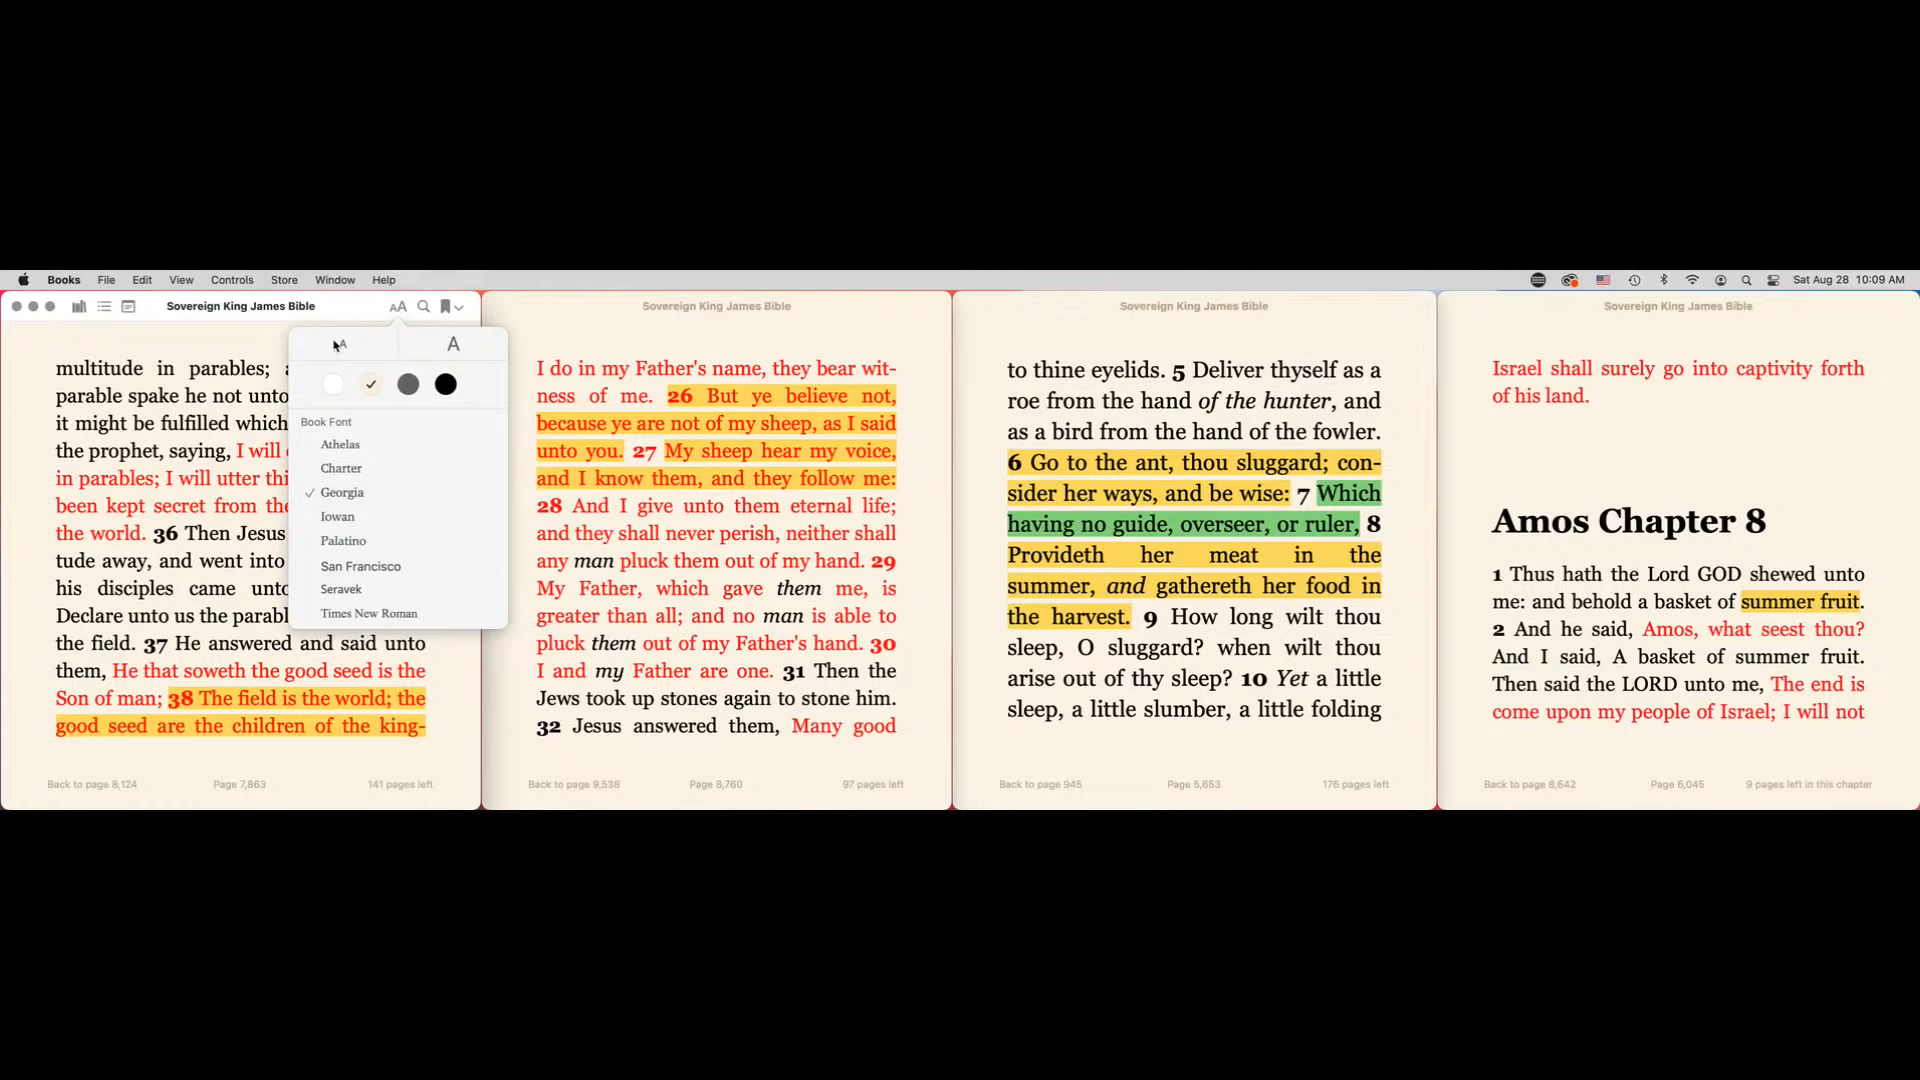 Books File Edit View Controls Store Window Help
Sat Aug 28 10:09 AM
Sovereign King James Bible
AA
A
A
Book Font
Athelas
Charter
✓ Georgia
Iowan
Palatino
San Francisco
Seravek
Times New Roman
multitude in parables;
parable spake he not unto
it might be fulfilled which
the prophet, saying, I will
in parables; I will utter
been kept secret from the
the world. 36 Then Jesus
tude away, and went into
his disciples came unto
Declare unto us the
the field. 37 He answered and said unto
them, He that soweth the good seed is the
Son of man; 38 The field is the world; the
good seed are the children of the king-
Back to page 8,124 Page 7,863 141 pages left
Sovereign King James Bible
I do in my Father's name, they bear wit-
ness of me. 26 But ye believe not,
because ye are not of my sheep, as I said
unto you. 27 My sheep hear my voice,
and I know them, and they follow me:
28 And I give unto them eternal life;
and they shall never perish, neither shall
any man pluck them out of my hand. 29
My Father, which gave them me, is
greater than all; and no man is able to
pluck them out of my Father's hand. 30
I and my Father are one. 31 Then the
Jews took up stones again to stone him.
32 Jesus answered them, Many good
Back to page 9,538 Page 8,760 97 pages left
Sovereign King James Bible
to thine eyelids. 5 Deliver thyself as a
roe from the hand of the hunter, and
as a bird from the hand of the fowler.
6 Go to the ant, thou sluggard; con-
sider her ways, and be wise: 7 Which
having no guide, overseer, or ruler, 8
Provideth her meat in the
summer, and gathereth her food in
the harvest. 9 How long wilt thou
sleep, O sluggard? when wilt thou
arise out of thy sleep? 10 Yet a little
sleep, a little slumber, a little folding
Back to page 945 Page 5,653 176 pages left
Sovereign King James Bible
Israel shall surely go into captivity forth
of his land.
Amos Chapter 8
1 Thus hath the Lord GOD shewed unto
me: and behold a basket of summer fruit.
2 And he said, Amos, what seest thou?
And I said, A basket of summer fruit.
Then said the LORD unto me, The end is
come upon my people of Israel; I will not
Back to page 8,642 Page 6,045 9 pages left in this chapter